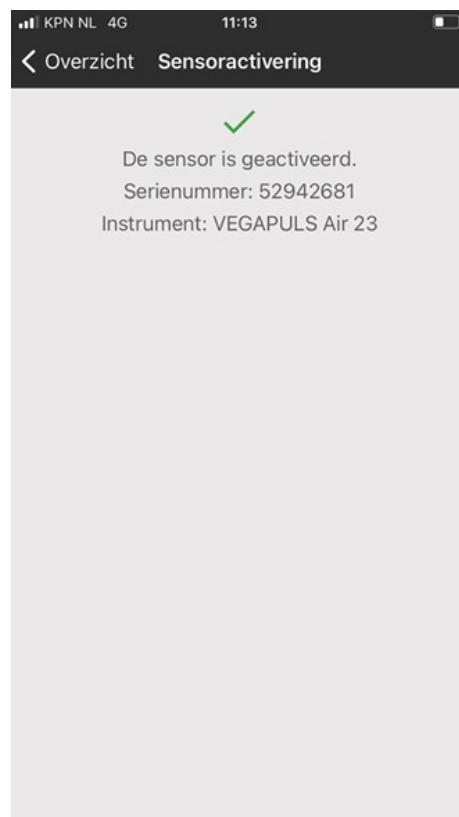 KPN NL 4G 11:13
Overzicht Sensoractivering
De sensor is geactiveerd.
Serienummer: 52942681
Instrument: VEGAPULS Air 23